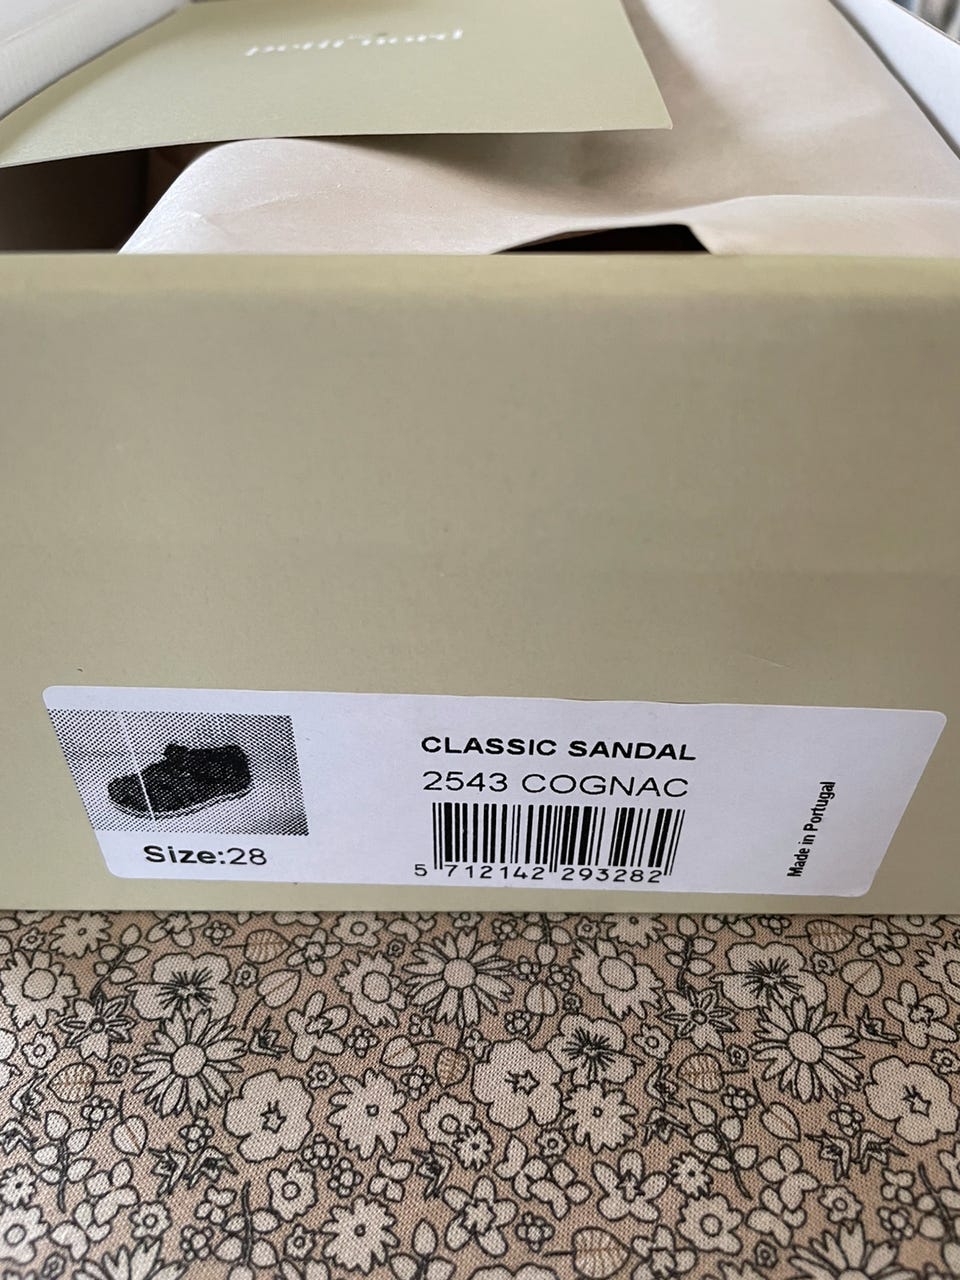 CLASSIC SANDAL
2543 COGNAC
5 712142 293282
Size:28
Made in Portugal